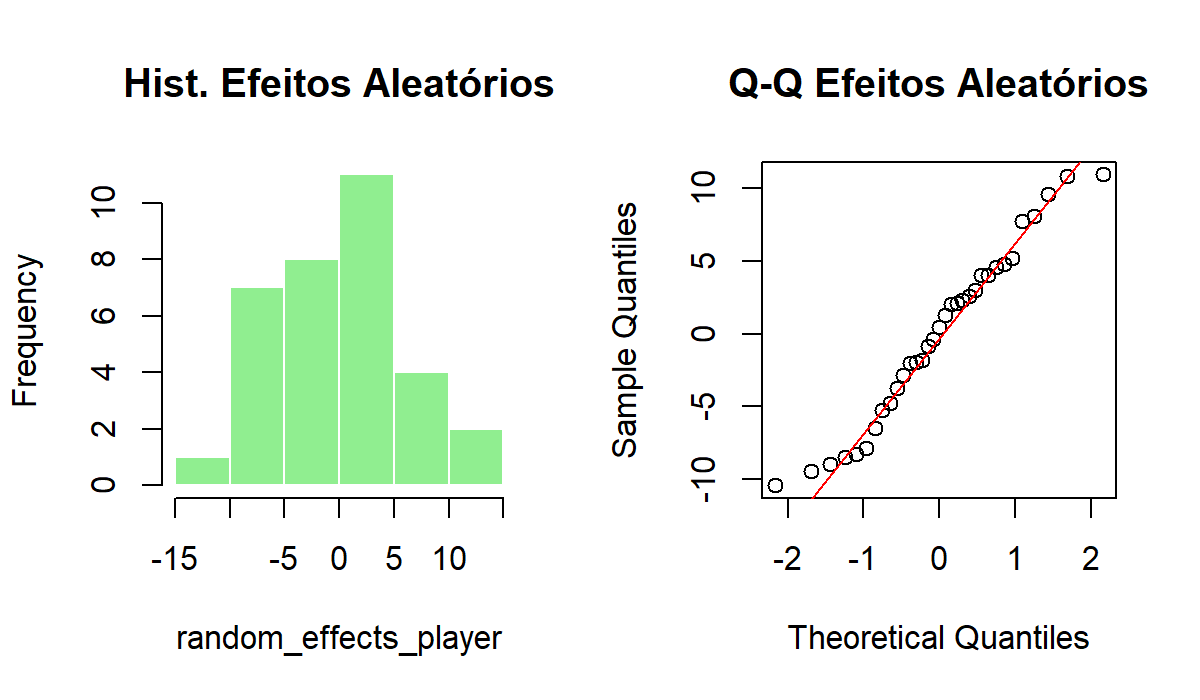 Hist. Efeitos Aleatórios
Frequency
10
8
6
4
2
0
-15 -5 0 5 10
random_effects_player
Q-Q Efeitos Aleatórios
Sample Quantiles
10
5
0
-5
-10
-2 -1 0 1 2
Theoretical Quantiles